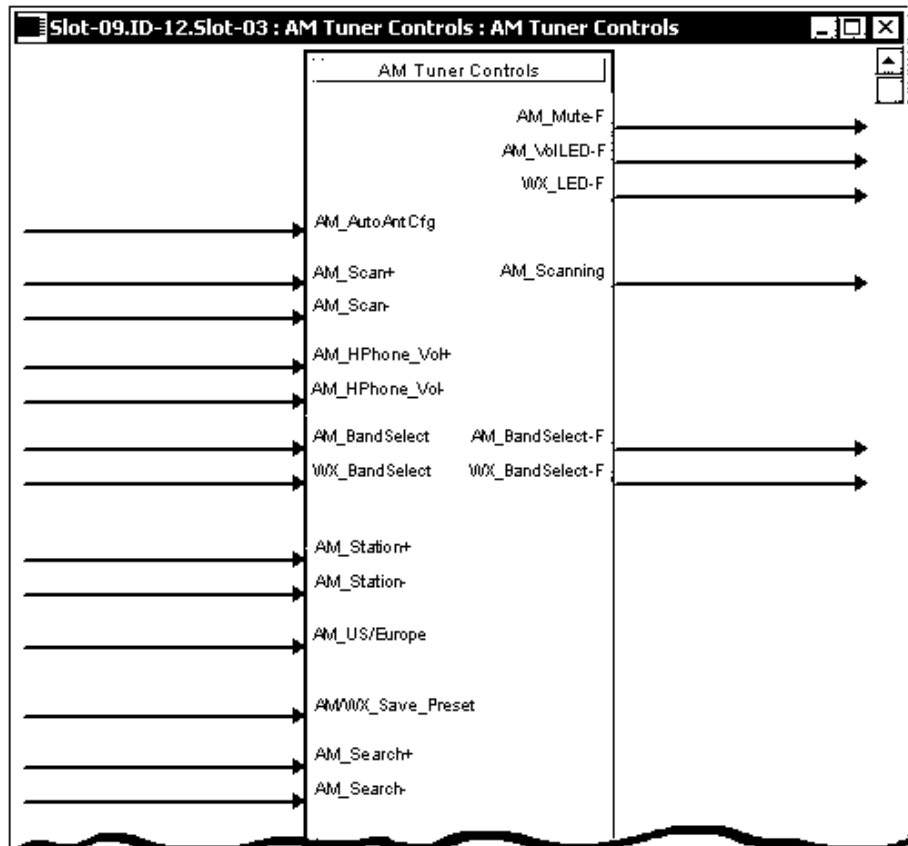 Slot-09.ID-12.Slot-03 : AM Tuner Controls : AM Tuner Controls
AM Tuner Controls
AM_Mute-F
AM_VolLED-F
WX_LED-F
AM_AutoAntCfg
AM_Scan+ AM_Scanning
AM_Scan-
AM_HPhone_Vol+
AM_HPhone_Vol-
AM_BandSelect AM_BandSelect-F
WX_BandSelect WX_BandSelect-F
AM_Station+
AM_Station-
AM_US/Europe
AM/WX_Save_Preset
AM_Search+
AM_Search-